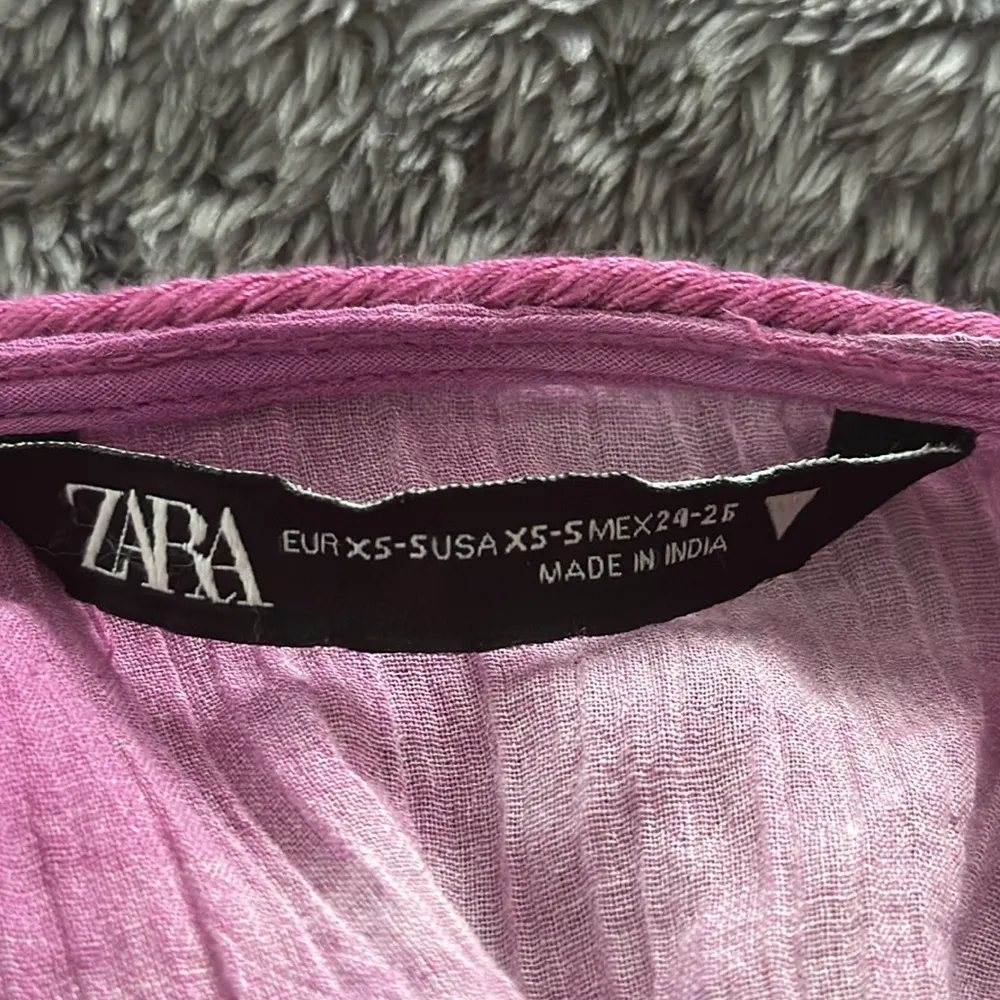 ZARA
EUR XS-S USA XS-S MEX 24-26
MADE IN INDIA